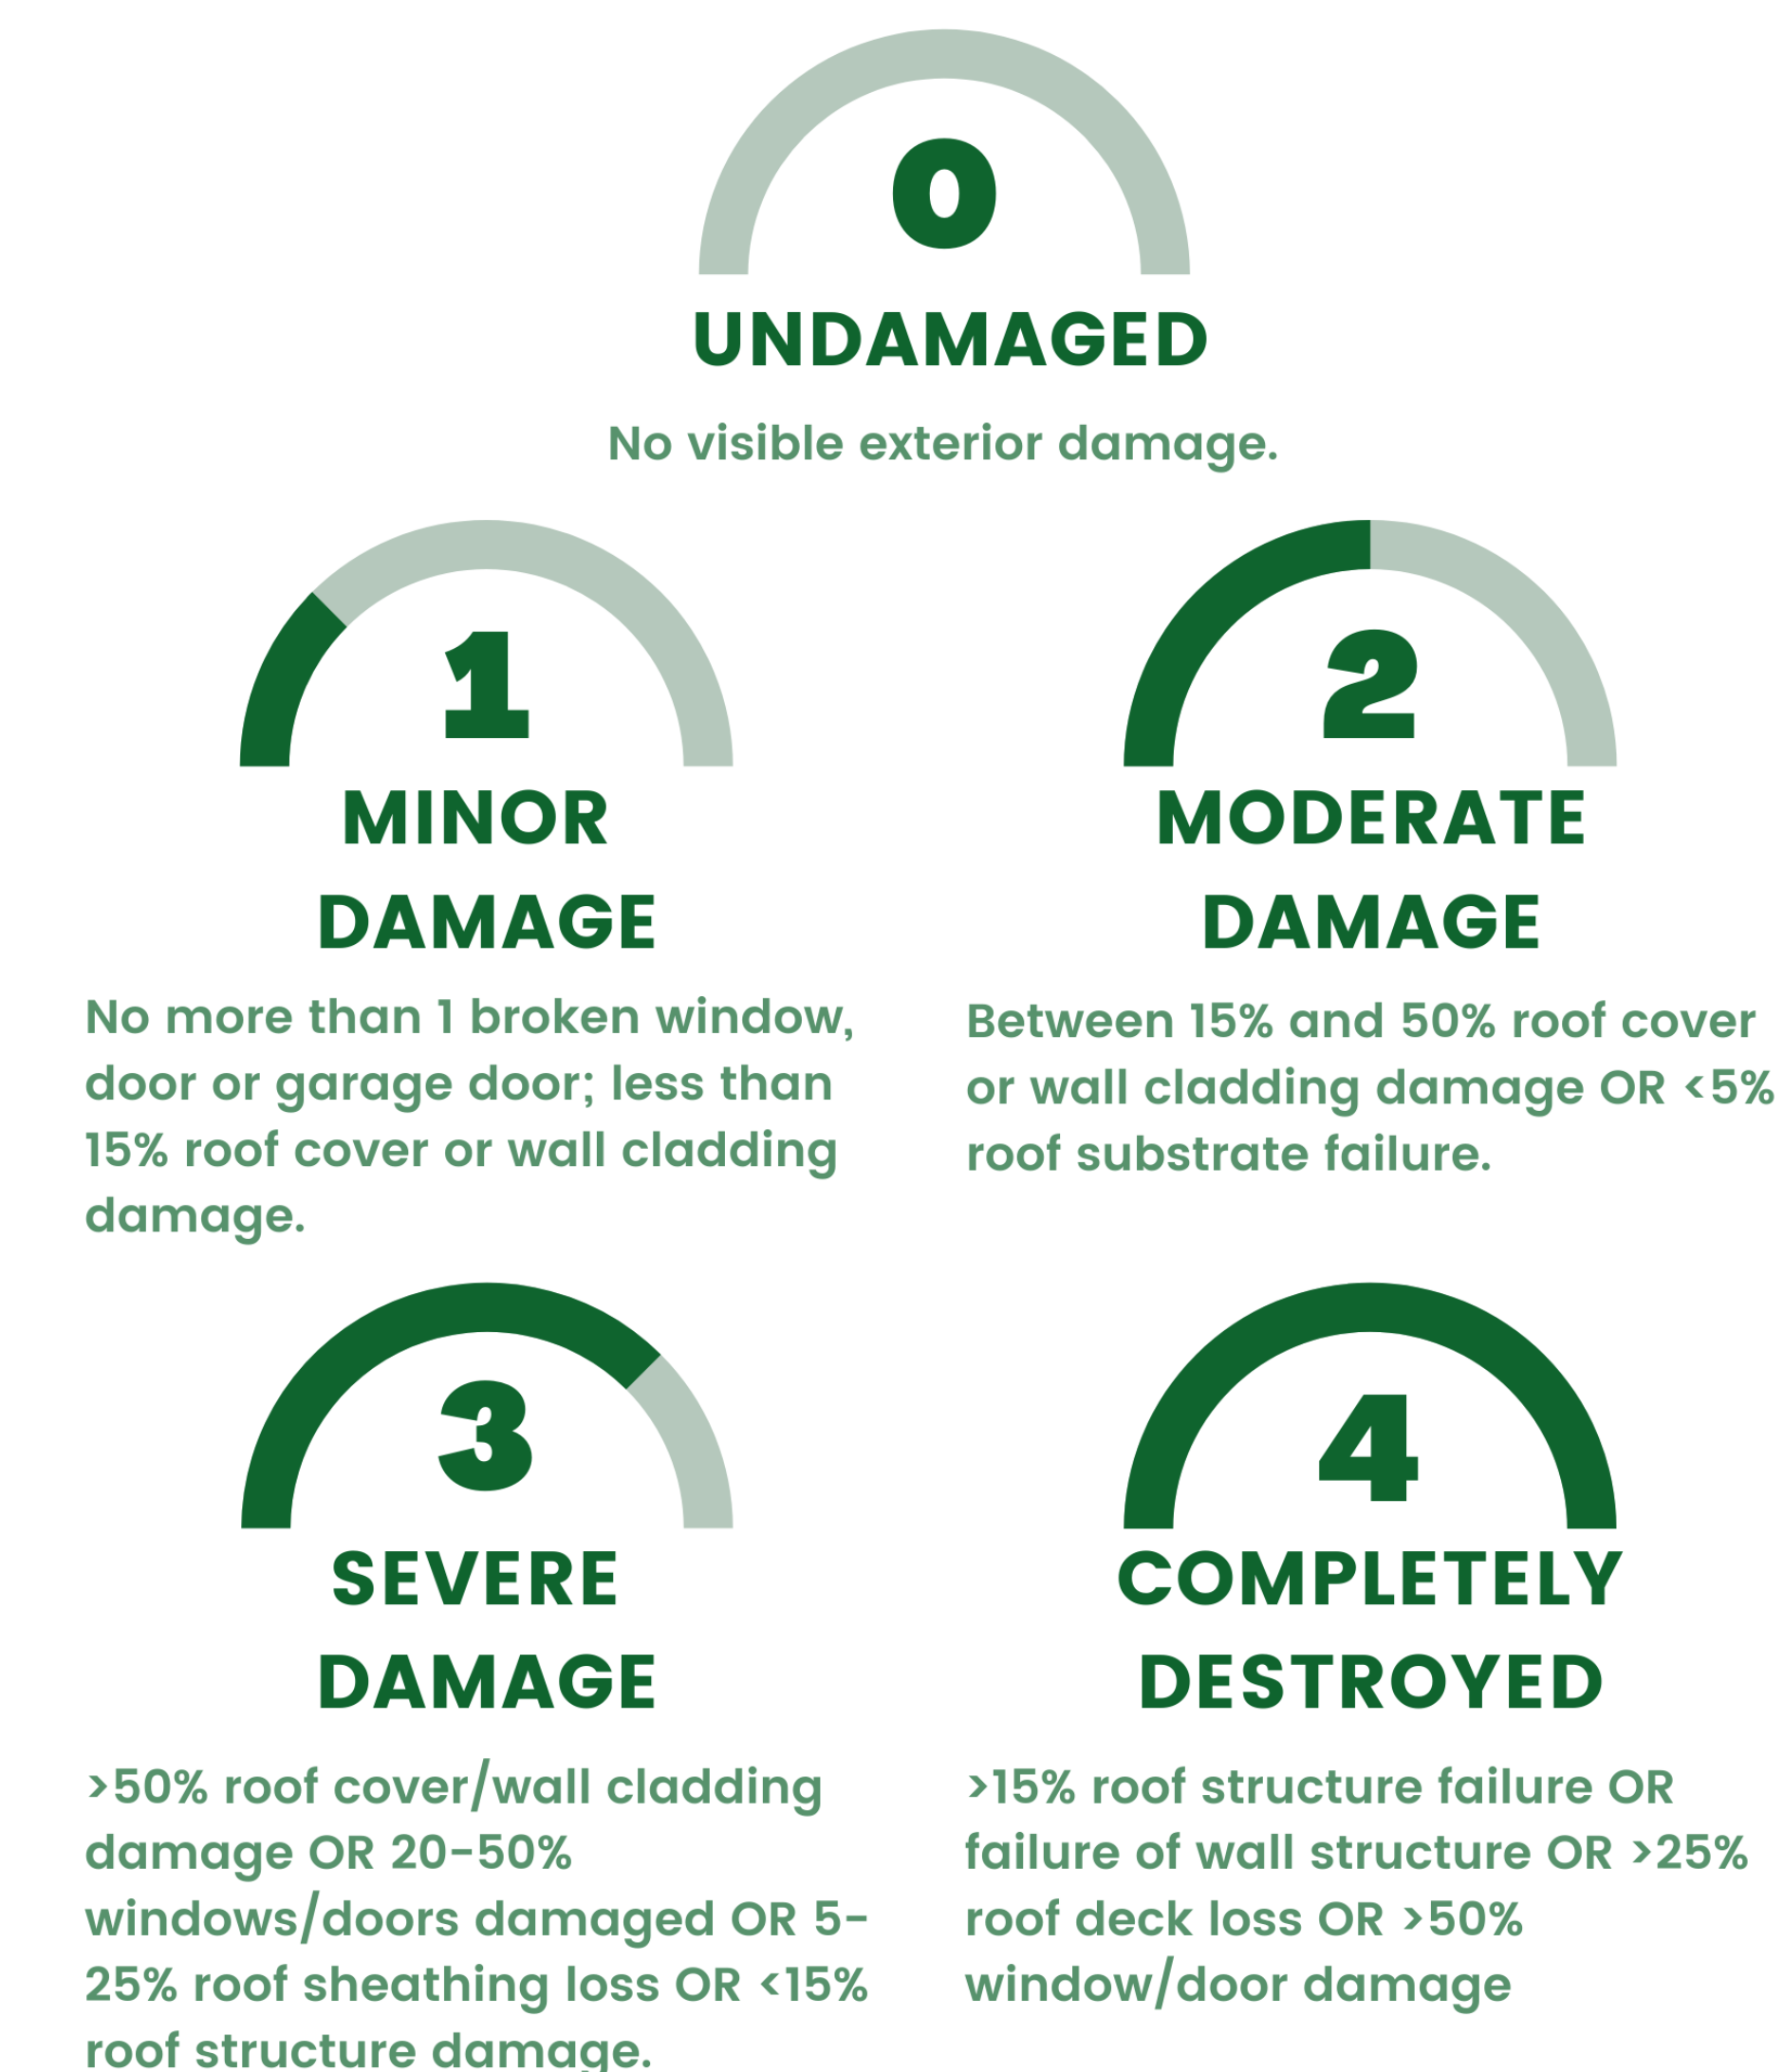 0
UNDAMAGED
No visible exterior damage.
1
MINOR
DAMAGE
No more than 1 broken window,
door or garage door; less than
15% roof cover or wall cladding
damage.
2
MODERATE
DAMAGE
Between 15% and 50% roof cover
or wall cladding damage OR <5%
roof substrate failure.
3
SEVERE
DAMAGE
>50% roof cover/wall cladding
damage OR 20-50%
windows/doors damaged OR 5-
25% roof sheathing loss OR <15%
roof structure damage.
4
COMPLETELY
DESTROYED
>15% roof structure failure OR
failure of wall structure OR >25%
roof deck loss OR >50%
window/door damage